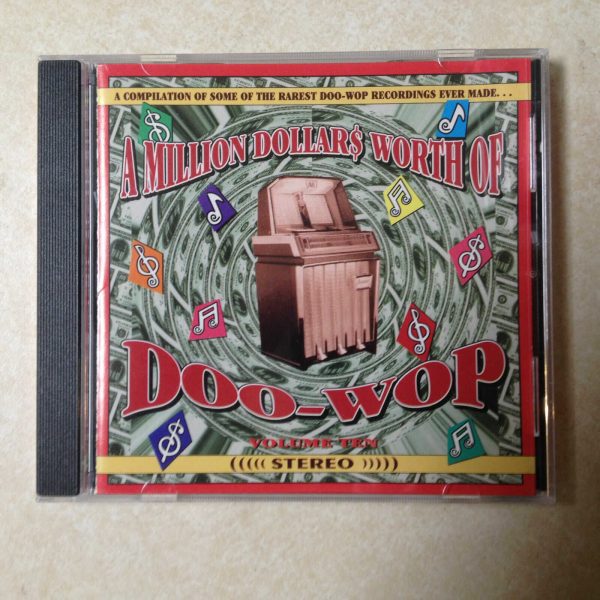 A COMPILATION OF SOME OF THE RAREST DOO-WOP RECORDINGS EVER MADE...
A MILLION DOLLAR$ WORTH OF
DOO-WOP
VOLUME TEN
((((( STEREO )))))